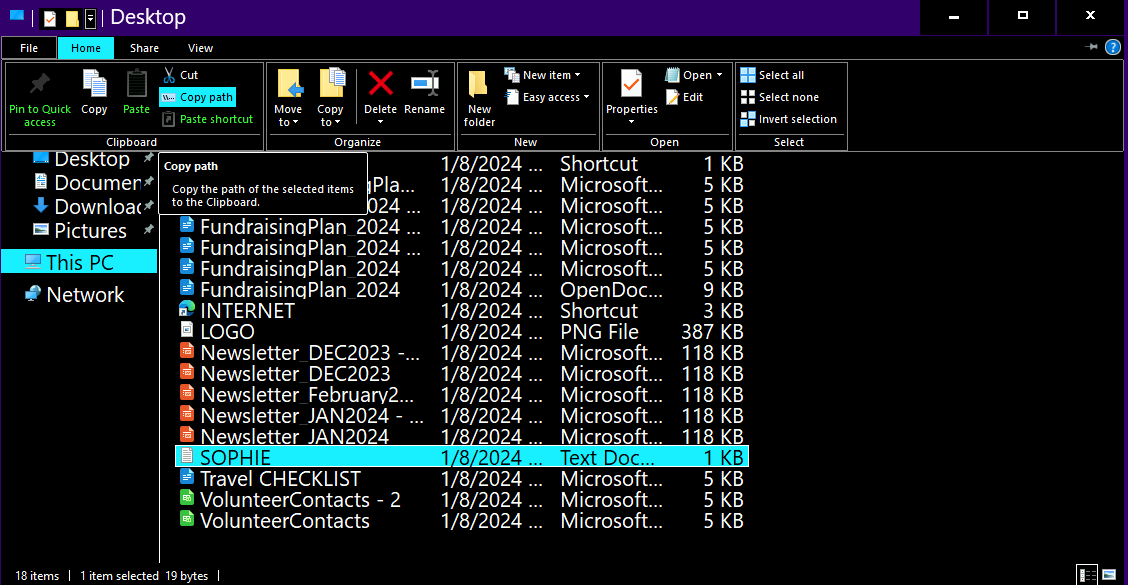 Desktop
File Home Share View
Pin to Quick access
Copy
Paste
Cut
Copy path
Paste shortcut
Clipboard
Move to
Copy to
Delete
Rename
Organize
New folder
New item
Easy access
New
Properties
Open
Edit
Open
Select all
Select none
Invert selection
Select
Copy path
Copy the path of the selected items
to the Clipboard.
Desktop
Documen
Downloac
Pictures
This PC
Network
1/8/2024 ... Shortcut 1 KB
gPla... 1/8/2024 ... Microsoft... 5 KB
024 ... 1/8/2024 ... Microsoft... 5 KB
FundraisingPlan_2024 ... 1/8/2024 ... Microsoft... 5 KB
FundraisingPlan_2024 ... 1/8/2024 ... Microsoft... 5 KB
FundraisingPlan_2024 1/8/2024 ... Microsoft... 5 KB
FundraisingPlan_2024 1/8/2024 ... OpenDoc... 9 KB
INTERNET 1/8/2024 ... Shortcut 3 KB
LOGO 1/8/2024 ... PNG File 387 KB
Newsletter_DEC2023 -... 1/8/2024 ... Microsoft... 118 KB
Newsletter_DEC2023 1/8/2024 ... Microsoft... 118 KB
Newsletter_February2... 1/8/2024 ... Microsoft... 118 KB
Newsletter_JAN2024 - ... 1/8/2024 ... Microsoft... 118 KB
Newsletter_JAN2024 1/8/2024 ... Microsoft... 118 KB
SOPHIE 1/8/2024 ... Text Doc... 1 KB
Travel CHECKLIST 1/8/2024 ... Microsoft... 5 KB
VolunteerContacts - 2 1/8/2024 ... Microsoft... 5 KB
VolunteerContacts 1/8/2024 ... Microsoft... 5 KB
18 items 1 item selected 19 bytes